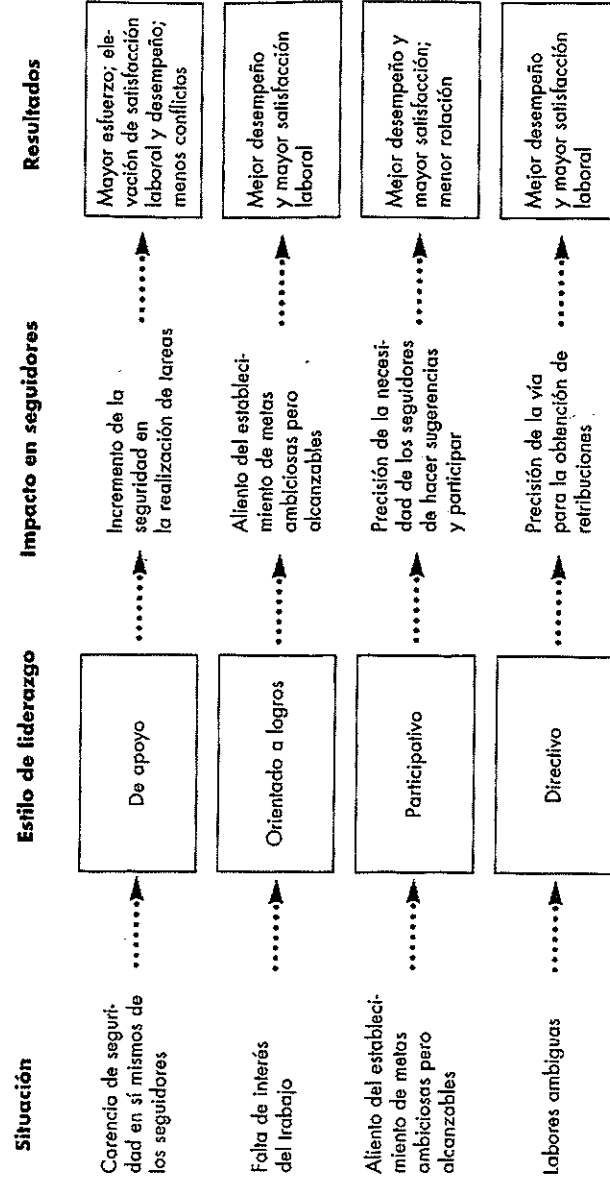 Situación
Estilo de liderazgo
Impacto en seguidores
Resultados
Carencia de seguri-
dad en sí mismos de
los seguidores
De apoyo
Incremento de la
seguridad en
la realización de tareas
Mayor esfuerzo; ele-
vación de satisfacción
laboral y desempeño;
menos conflictos
Falta de interés
del trabajo
Orientado a logros
Aliento del estableci-
miento de metas
ambiciosas pero
alcanzables
Mejor desempeño
y mayor satisfacción
laboral
Aliento del estableci-
miento de metas
ambiciosas pero
alcanzables
Participativo
Precisión de la necesi-
dad de los seguidores
de hacer sugerencias
y participar
Mejor desempeño y
mayor satisfacción;
menor rotación
Labores ambiguas
Directivo
Precisión de la vía
para la obtención de
retribuciones
Mejor desempeño
y mayor satisfacción
laboral